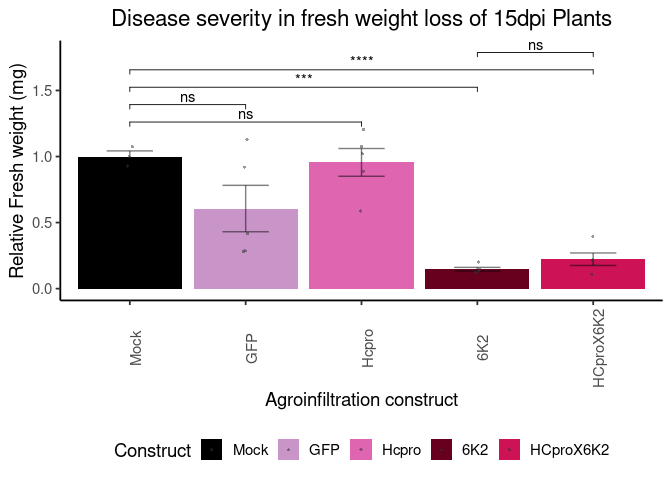 Disease severity in fresh weight loss of 15dpi Plants
Relative Fresh weight (mg)
1.5
1.0
0.5
0.0
ns
****
***
ns
ns
Mock
GFP
Hcpro
6K2
HCproX6K2
Agroinfiltration construct
Construct Mock GFP Hcpro 6K2 HCproX6K2